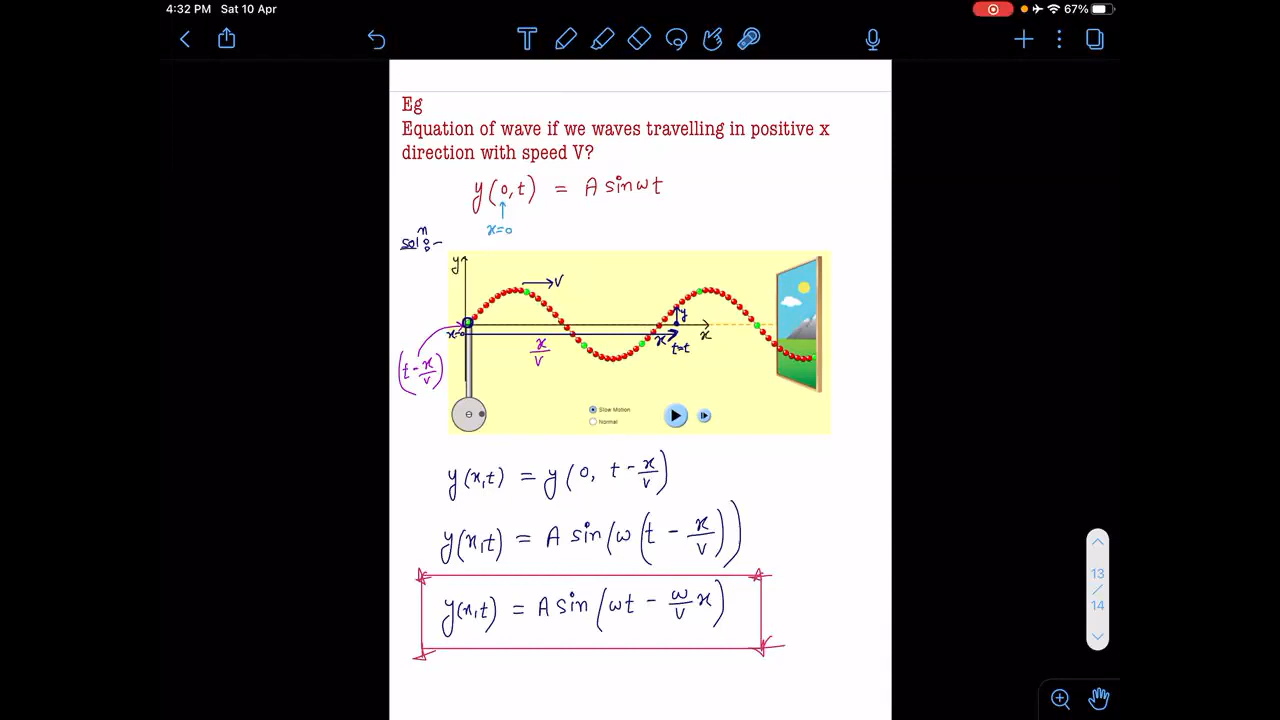 4:32 PM Sat 10 Apr 67%
Eg
Equation of wave if we waves travelling in positive x
direction with speed V?
y(0,t) = A sinωt
x=0
solⁿ:-
y
V
y
x=0
x
x
t=t
x/v
(t - x/v)
Slow Motion
Normal
y(x,t) = y(0, t - x/v)
y(x,t) = A sin(ω(t - x/v))
y(x,t) = A sin(ωt - ω/v x)
13
/
14